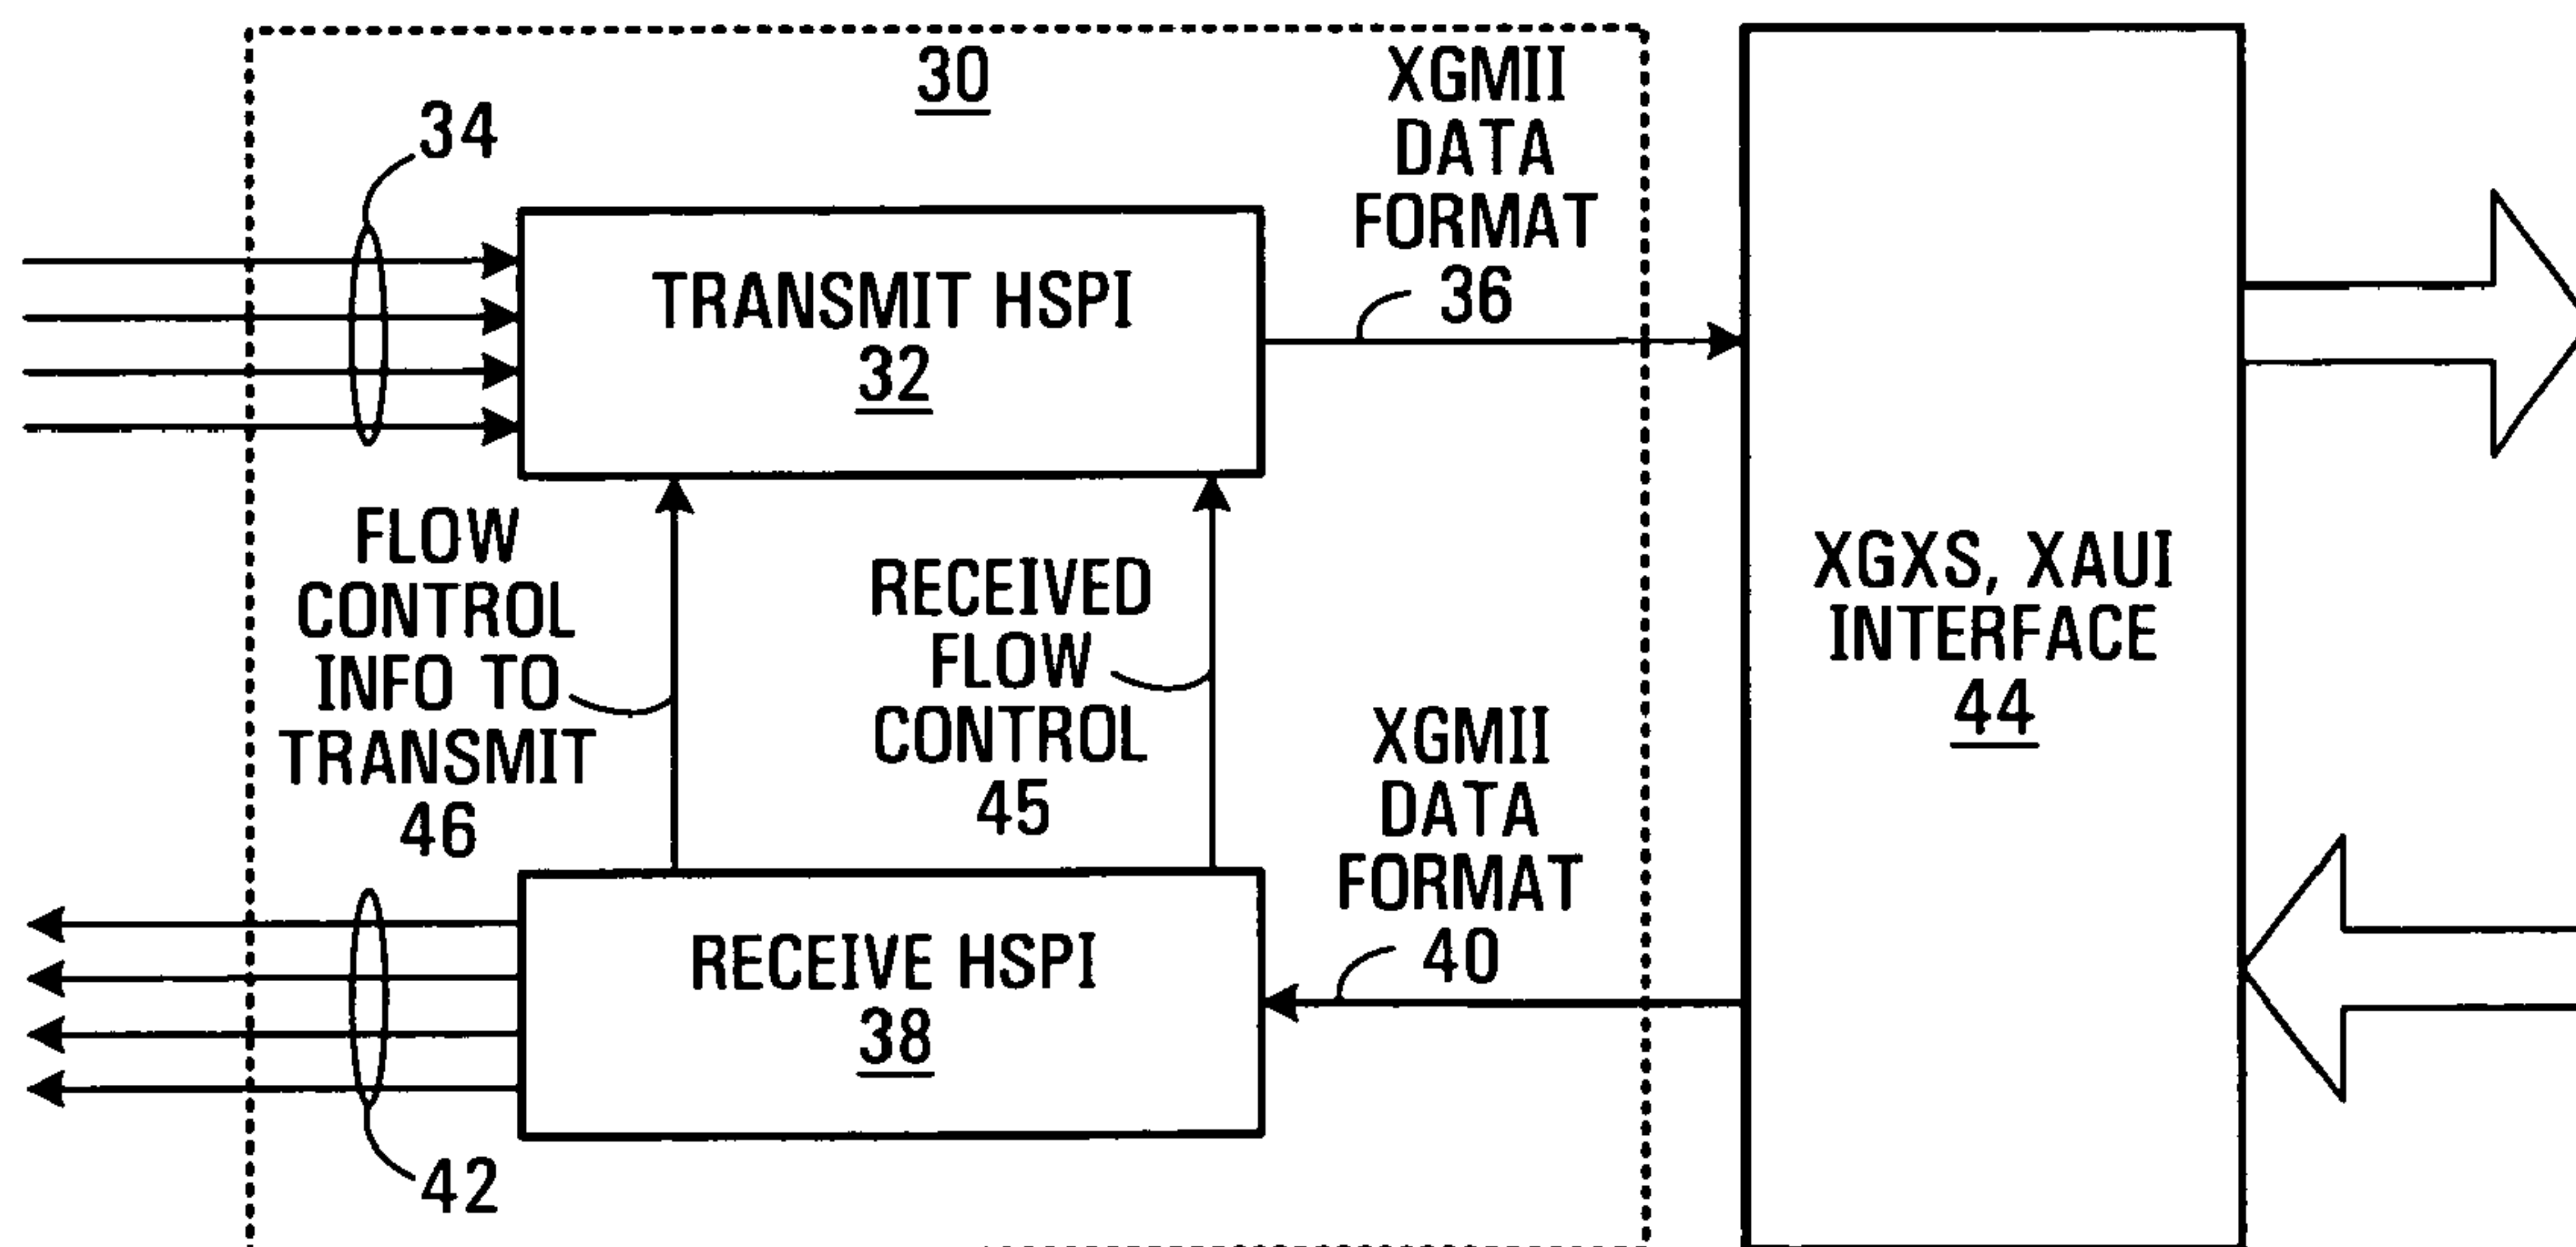 30
34
XGMII
DATA
FORMAT
36
TRANSMIT HSPI
32
FLOW
CONTROL
INFO TO
TRANSMIT
46
RECEIVED
FLOW
CONTROL
45
XGXS, XAUI
INTERFACE
44
XGMII
DATA
FORMAT
40
RECEIVE HSPI
38
42